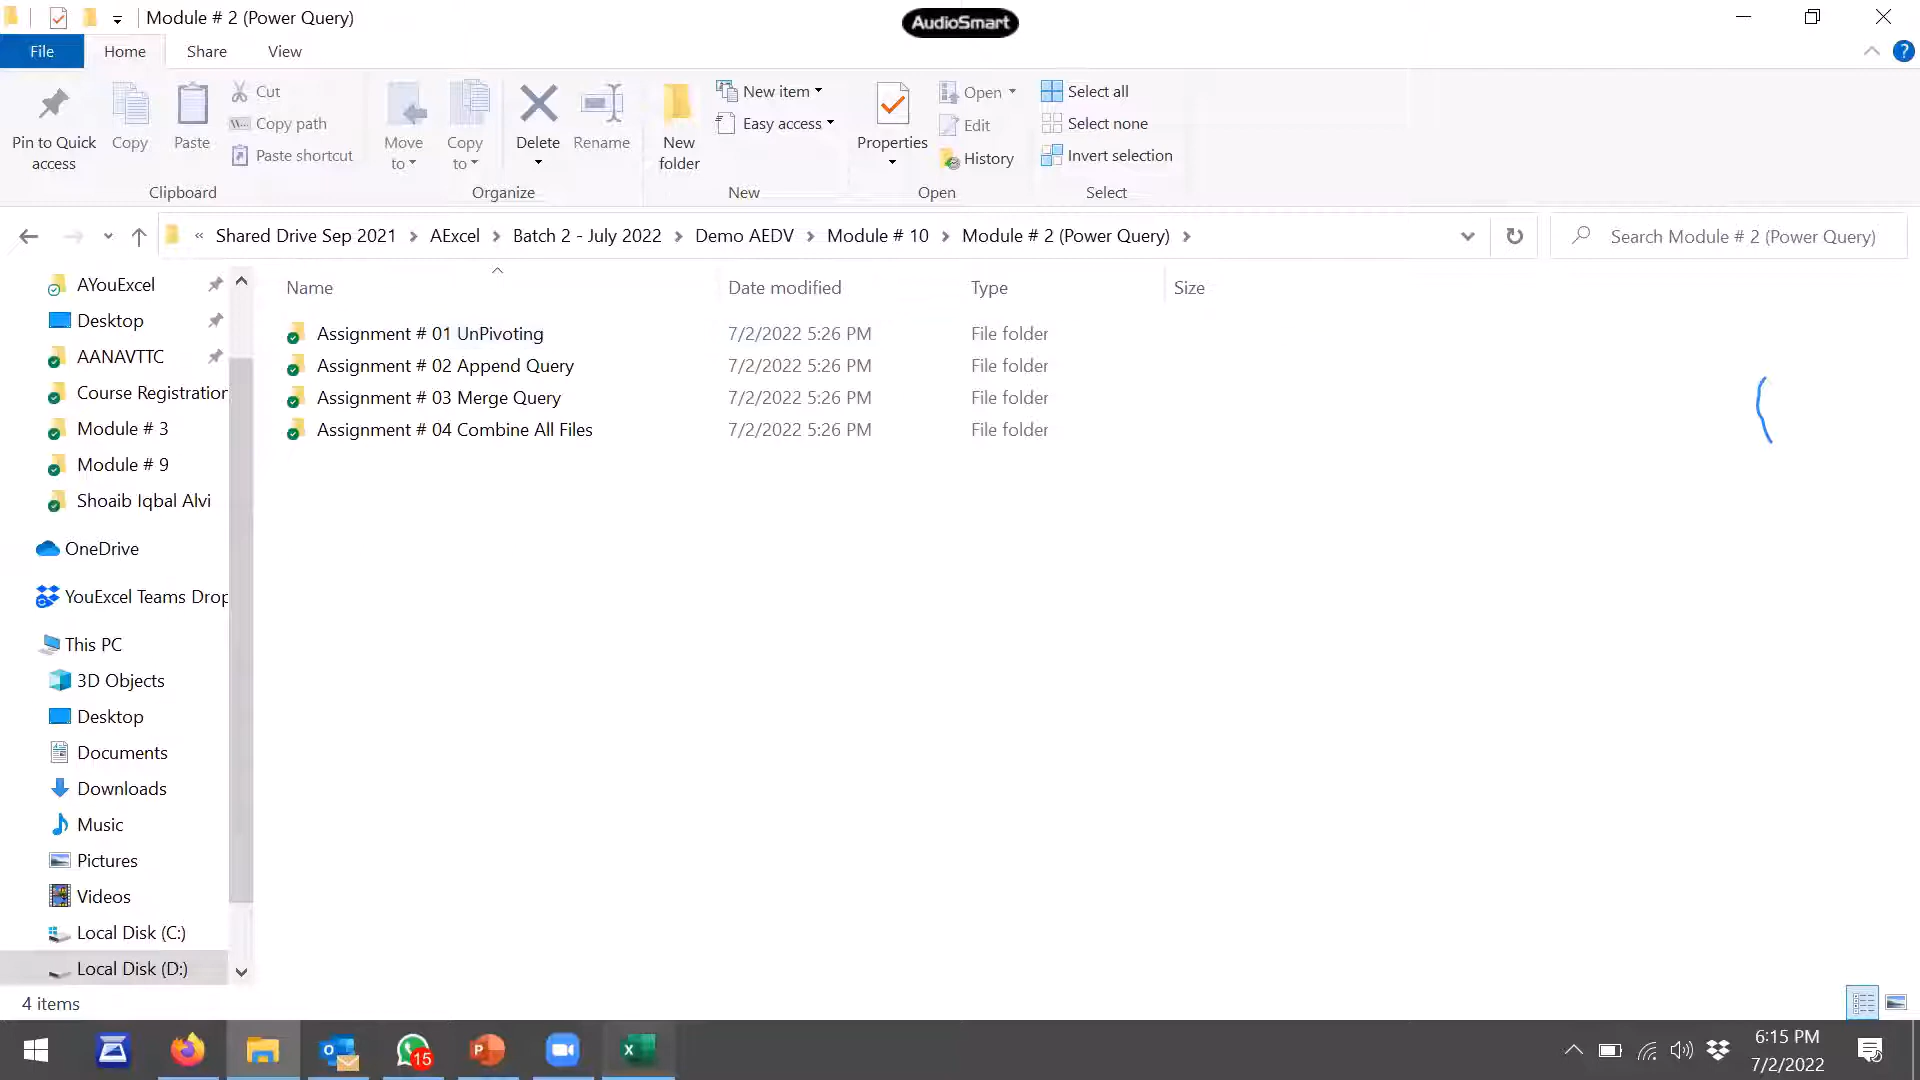 Module # 2 (Power Query)
AudioSmart
File Home Share View
Pin to Quick access
Copy
Paste
Cut
Copy path
Paste shortcut
Clipboard
Move to
Copy to
Delete
Rename
Organize
New folder
New item
Easy access
New
Properties
Open
Edit
History
Open
Select all
Select none
Invert selection
Select
« Shared Drive Sep 2021 > AExcel > Batch 2 - July 2022 > Demo AEDV > Module # 10 > Module # 2 (Power Query) >
Search Module # 2 (Power Query)
AYouExcel
Desktop
AANAVTTC
Course Registration
Module # 3
Module # 9
Shoaib Iqbal Alvi
OneDrive
YouExcel Teams Drop
This PC
3D Objects
Desktop
Documents
Downloads
Music
Pictures
Videos
Local Disk (C:)
Local Disk (D:)
Name Date modified Type Size
Assignment # 01 UnPivoting 7/2/2022 5:26 PM File folder
Assignment # 02 Append Query 7/2/2022 5:26 PM File folder
Assignment # 03 Merge Query 7/2/2022 5:26 PM File folder
Assignment # 04 Combine All Files 7/2/2022 5:26 PM File folder
4 items
15
6:15 PM
7/2/2022